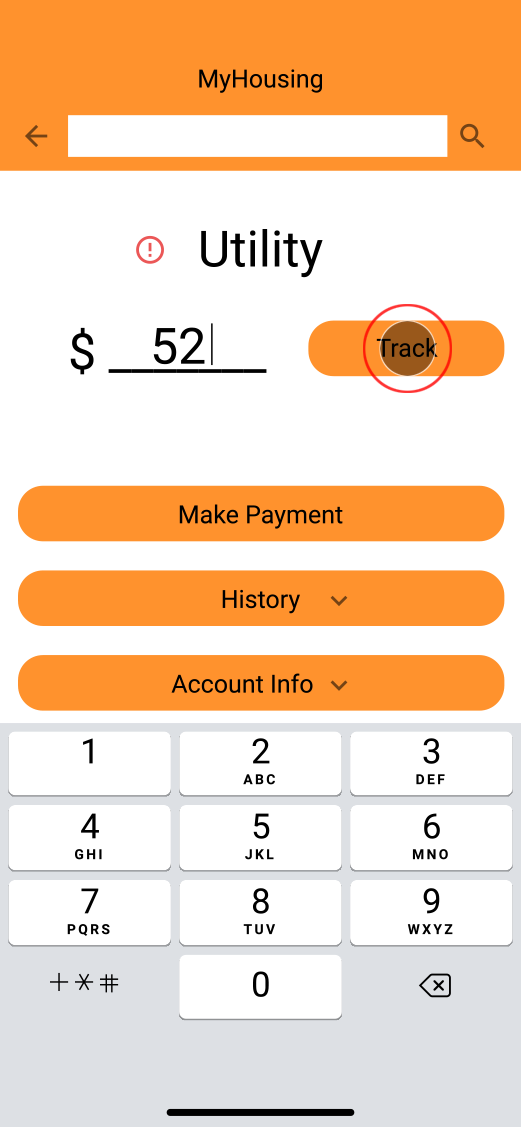 MyHousing
Utility
$ 52
Track
Make Payment
History
Account Info
1 2 3
ABC DEF
4 5 6
GHI JKL MNO
7 8 9
PQRS TUV WXYZ
+*# 0